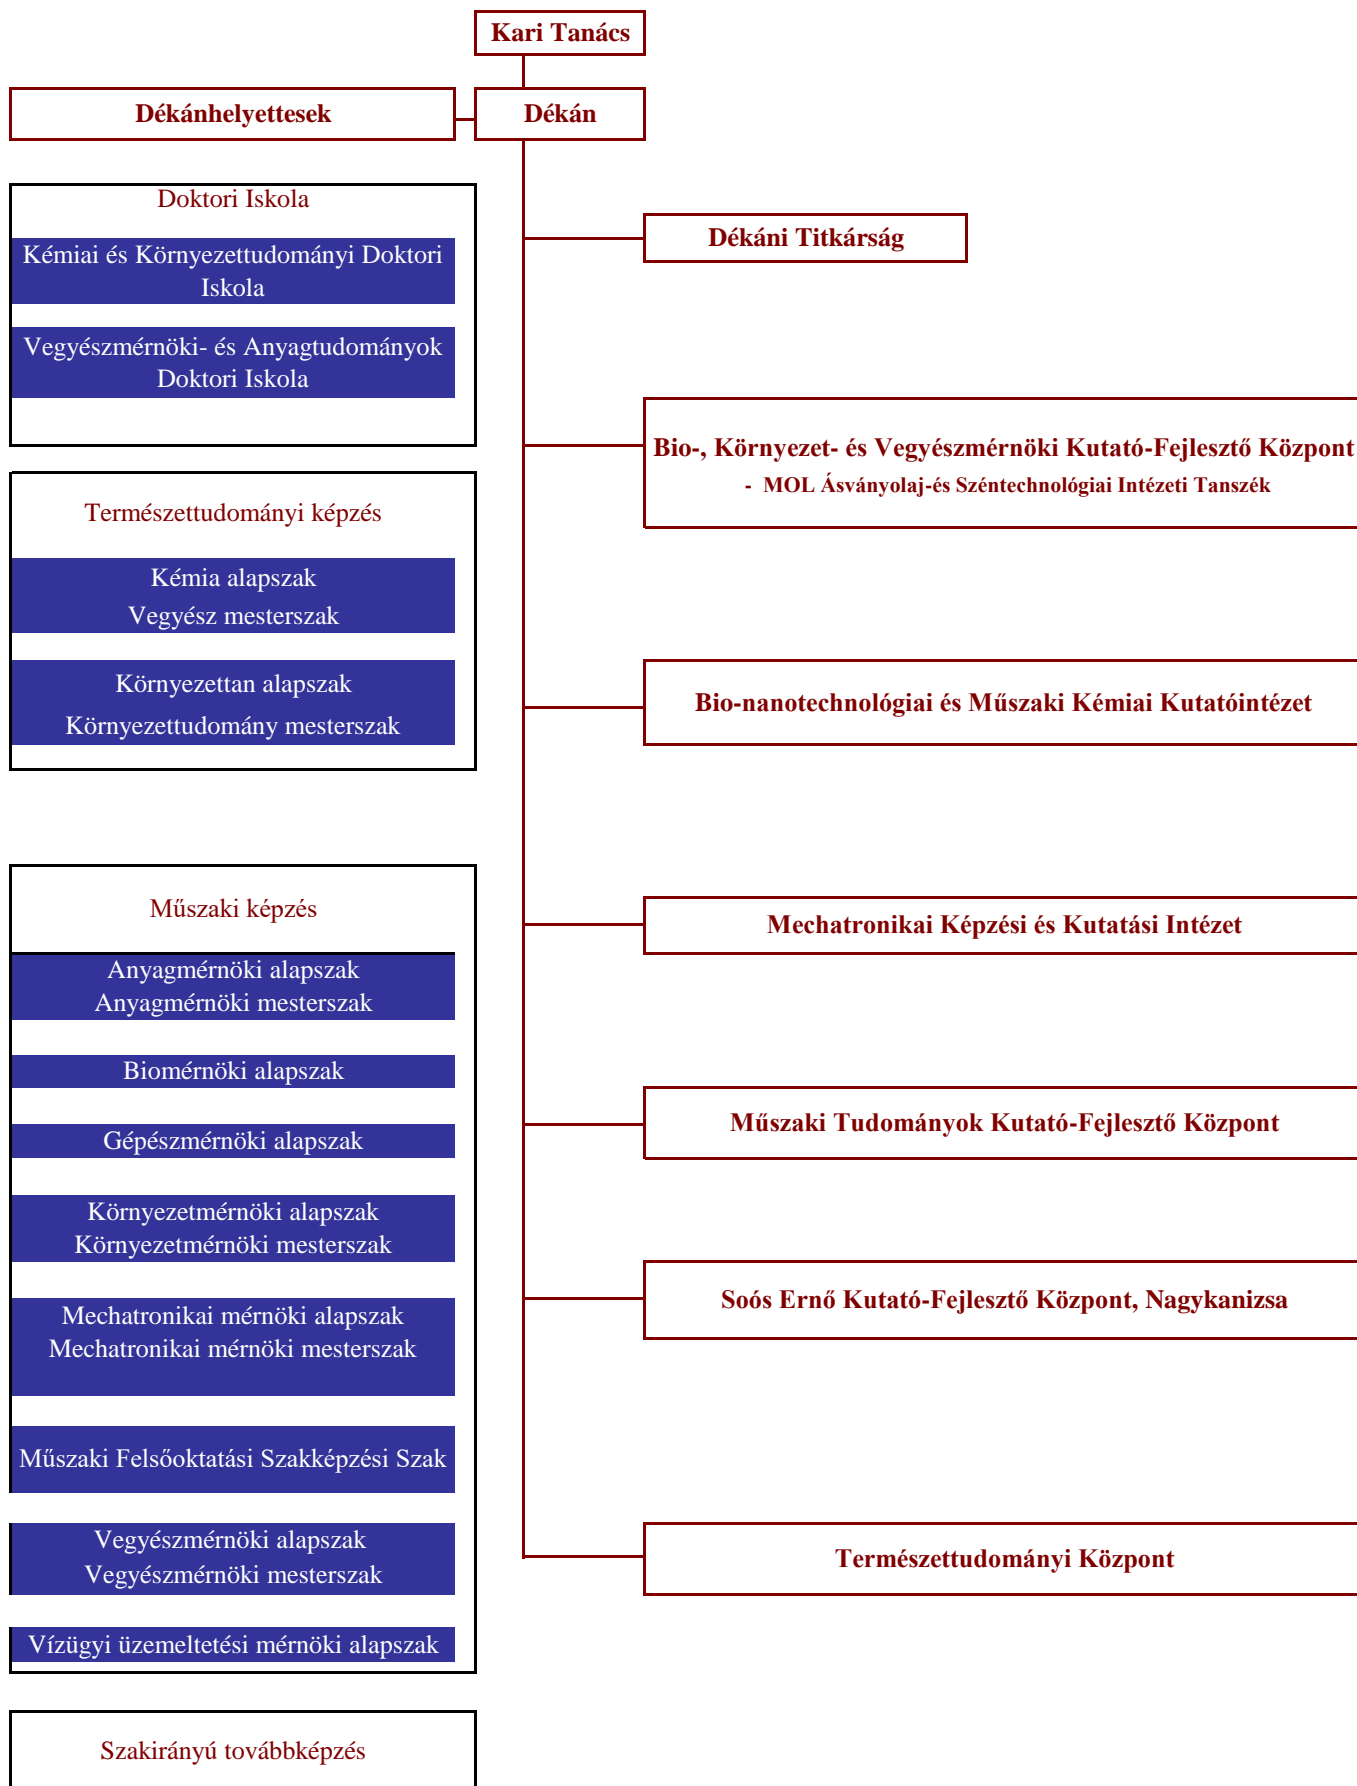 Kari Tanács
Dékánhelyettesek
Dékán
Doktori Iskola
Kémiai és Környezettudományi Doktori
Iskola
Vegyészmérnöki- és Anyagtudományok
Doktori Iskola
Természettudományi képzés
Kémia alapszak
Vegyész mesterszak
Környezettan alapszak
Környezettudomány mesterszak
Műszaki képzés
Anyagmérnöki alapszak
Anyagmérnöki mesterszak
Biomérnöki alapszak
Gépészmérnöki alapszak
Környezetmérnöki alapszak
Környezetmérnöki mesterszak
Mechatronikai mérnöki alapszak
Mechatronikai mérnöki mesterszak
Műszaki Felsőoktatási Szakképzési Szak
Vegyészmérnöki alapszak
Vegyészmérnöki mesterszak
Vízügyi üzemeltetési mérnöki alapszak
Szakirányú továbbképzés
Dékáni Titkárság
Bio-, Környezet- és Vegyészmérnöki Kutató-Fejlesztő Központ
- MOL Ásványolaj-és Széntechnológiai Intézeti Tanszék
Bio-nanotechnológiai és Műszaki Kémiai Kutatóintézet
Mechatronikai Képzési és Kutatási Intézet
Műszaki Tudományok Kutató-Fejlesztő Központ
Soós Ernő Kutató-Fejlesztő Központ, Nagykanizsa
Természettudományi Központ